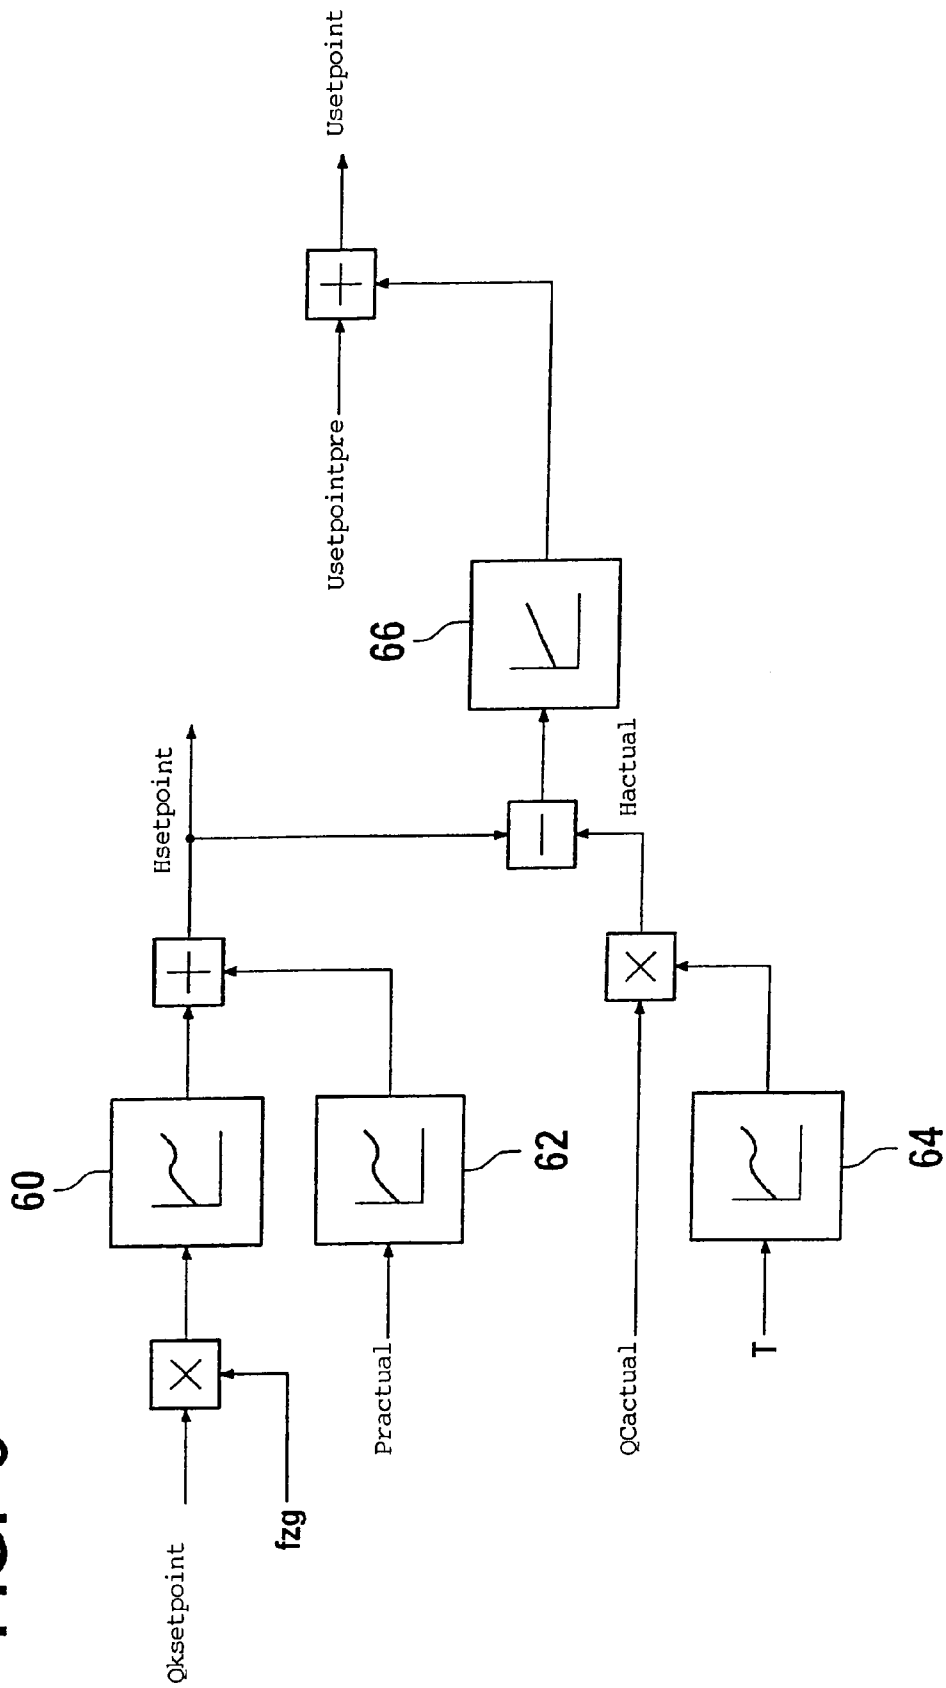 60
Hsetpoint
Usetpoint
Qksetpoint
fzg
66
Usetpointpre
Practual
62
Hactual
QCactual
T
64